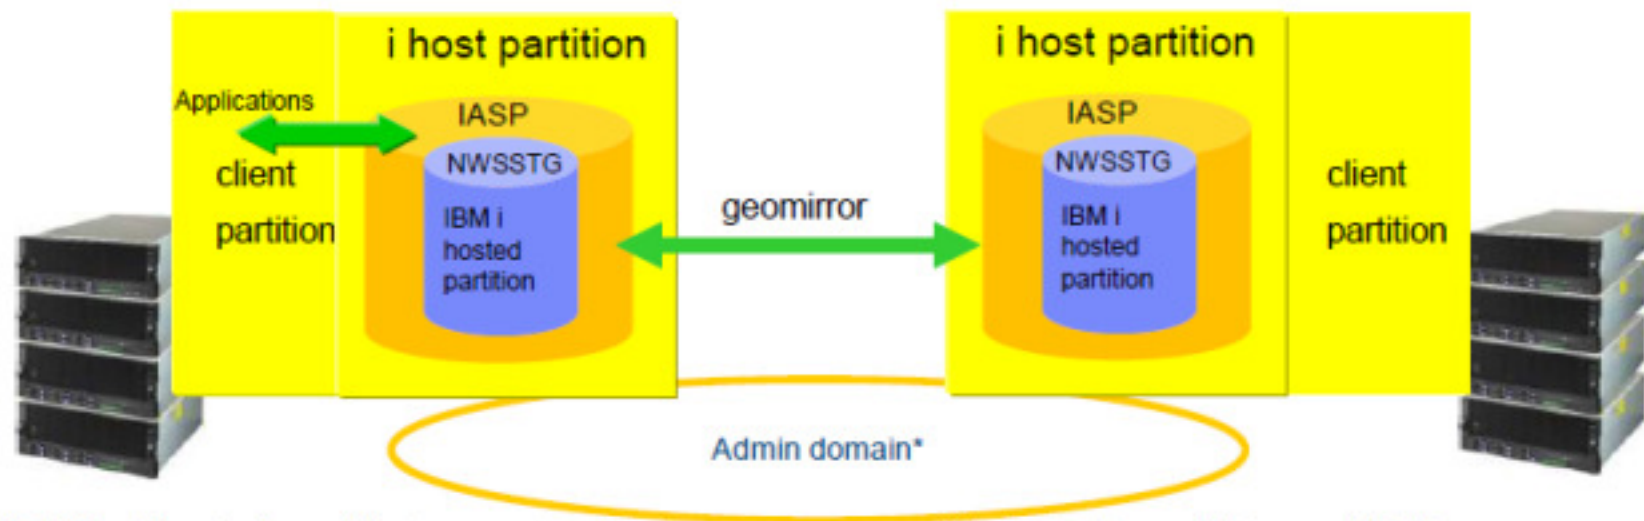 i host partition
Applications
IASP
NWSSTG
client
partition
IBM i
hosted
partition
geomirror
i host partition
IASP
NWSSTG
IBM i
hosted
partition
client
partition
Admin domain*